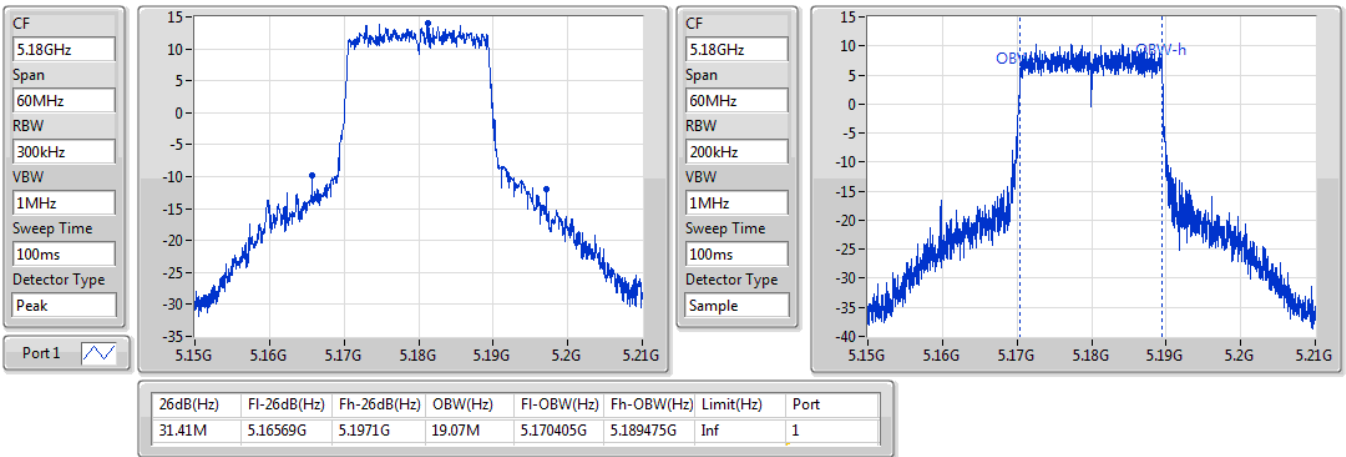 CF
5.18GHz
Span
60MHz
RBW
300kHz
VBW
1MHz
Sweep Time
100ms
Detector Type
Peak
Port 1
15
10
5
0
-5
-10
-15
-20
-25
-30
-35
5.15G 5.16G 5.17G 5.18G 5.19G 5.2G 5.21G
CF
5.18GHz
Span
60MHz
RBW
200kHz
VBW
1MHz
Sweep Time
100ms
Detector Type
Sample
15
10
5
0
-5
-10
-15
-20
-25
-30
-35
-40
OBW-h
5.15G 5.16G 5.17G 5.18G 5.19G 5.2G 5.21G
26dB(Hz) Fl-26dB(Hz) Fh-26dB(Hz) OBW(Hz) Fl-OBW(Hz) Fh-OBW(Hz) Limit(Hz) Port
31.41M 5.16569G 5.1971G 19.07M 5.170405G 5.189475G Inf 1